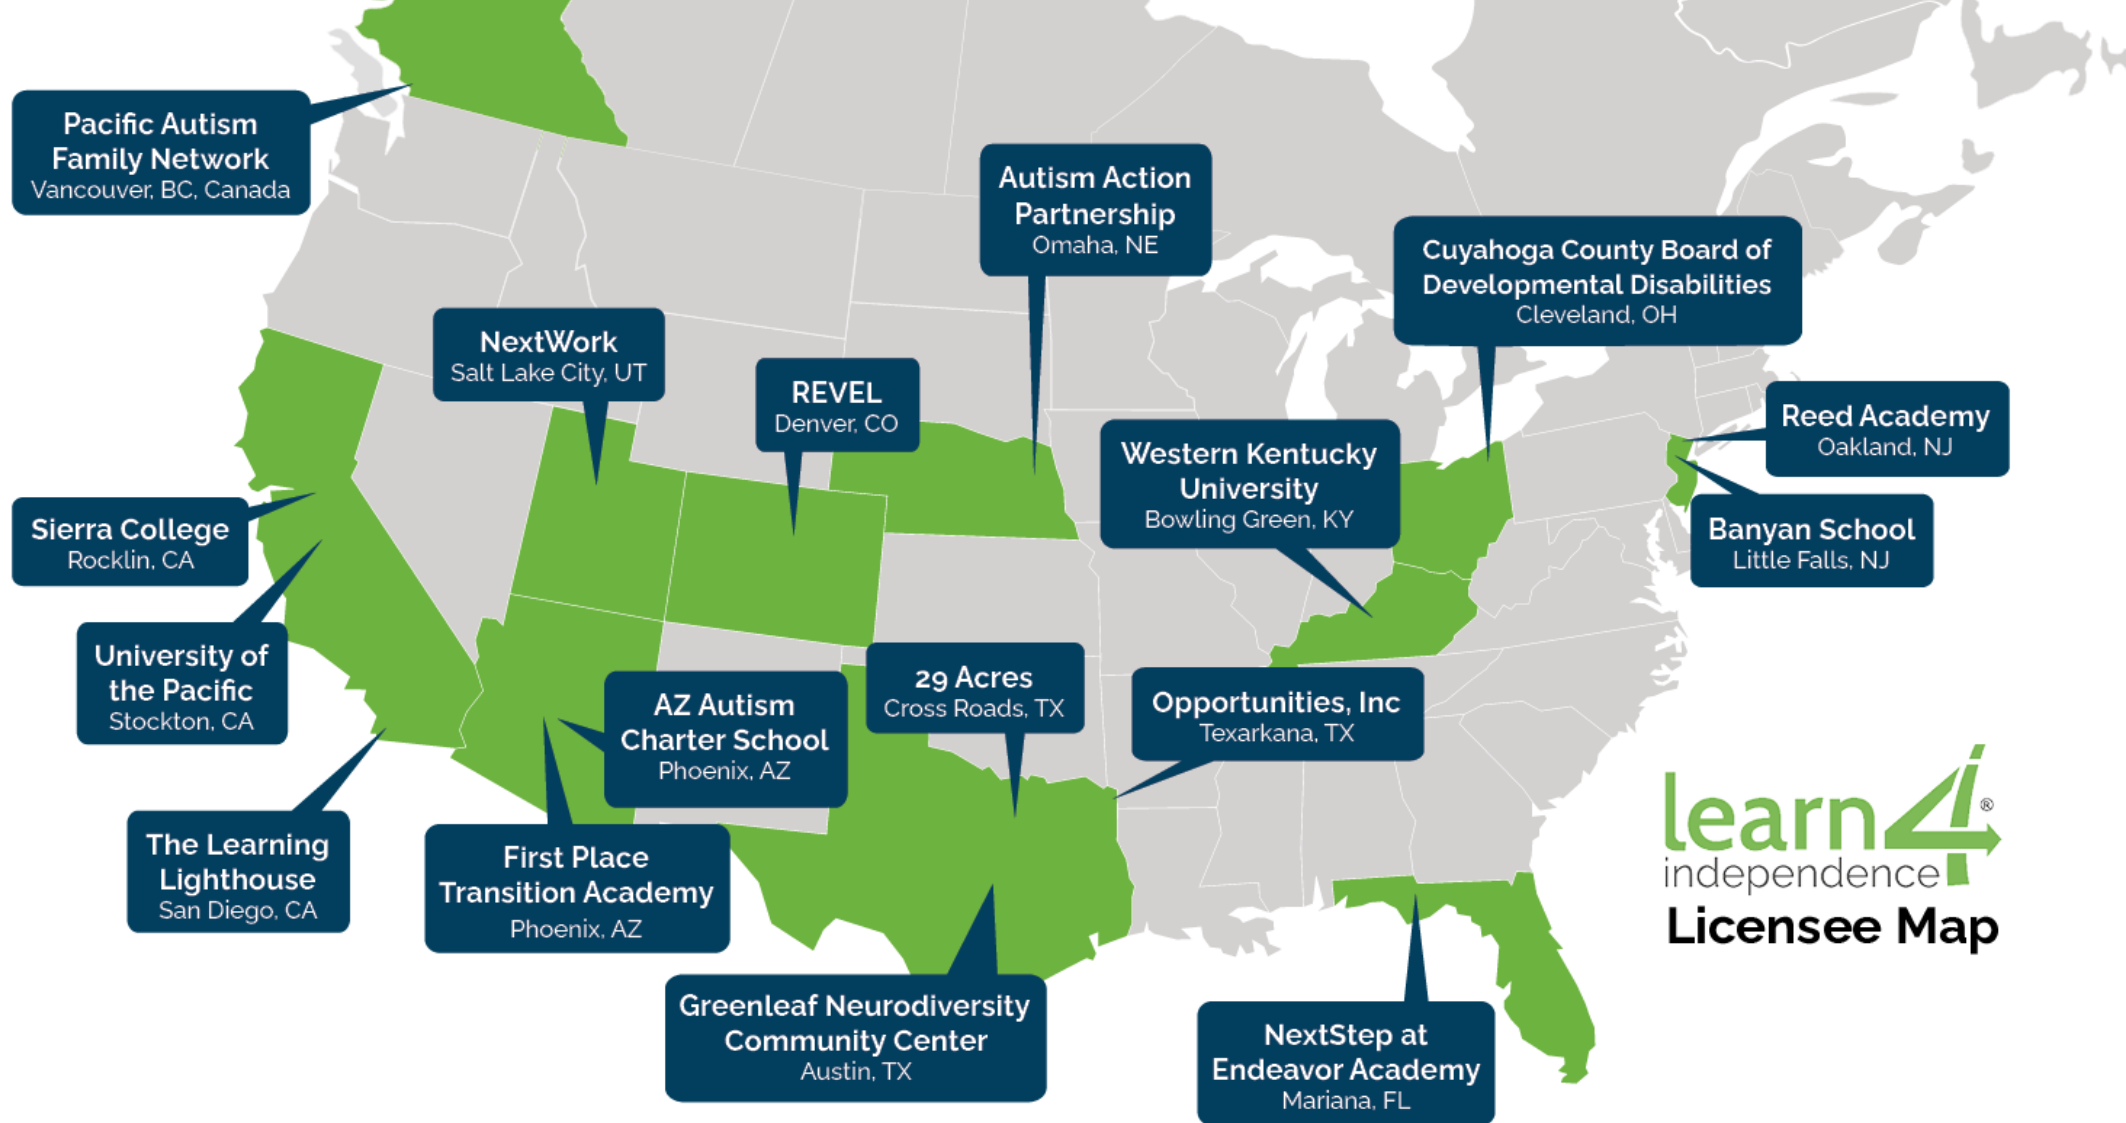 Pacific Autism
Family Network
Vancouver, BC, Canada
Autism Action
Partnership
Omaha, NE
Cuyahoga County Board of
Developmental Disabilities
Cleveland, OH
NextWork
Salt Lake City, UT
REVEL
Denver, CO
Western Kentucky
University
Bowling Green, KY
Reed Academy
Oakland, NJ
Banyan School
Little Falls, NJ
Sierra College
Rocklin, CA
University of
the Pacific
Stockton, CA
AZ Autism
Charter School
Phoenix, AZ
29 Acres
Cross Roads, TX
Opportunities, Inc
Texarkana, TX
The Learning
Lighthouse
San Diego, CA
First Place
Transition Academy
Phoenix, AZ
Greenleaf Neurodiversity
Community Center
Austin, TX
NextStep at
Endeavor Academy
Mariana, FL
learn4®
independence
Licensee Map